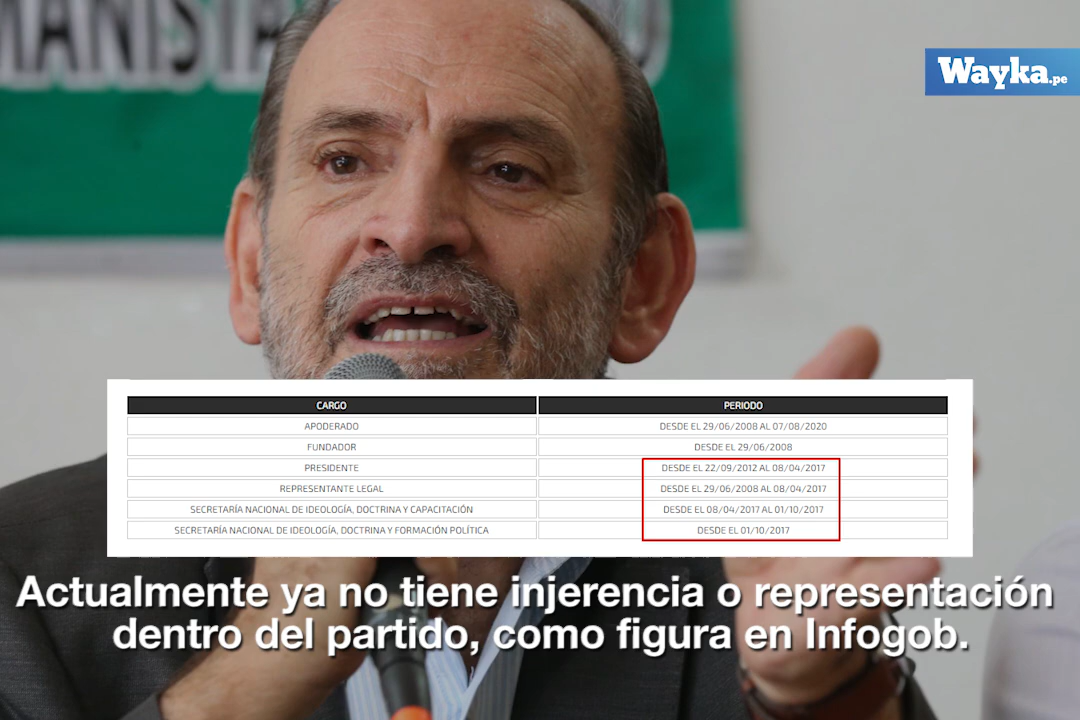 MANISTA
Wayka.pe
CARGO PERIODO
APODERADO DESDE EL 29/06/2008 AL 07/08/2020
FUNDADOR DESDE EL 29/06/2008
PRESIDENTE DESDE EL 22/09/2012 AL 08/04/2017
REPRESENTANTE LEGAL DESDE EL 29/06/2008 AL 08/04/2017
SECRETARÍA NACIONAL DE IDEOLOGÍA, DOCTRINA Y CAPACITACIÓN DESDE EL 08/04/2017 AL 01/10/2017
SECRETARÍA NACIONAL DE IDEOLOGÍA, DOCTRINA Y FORMACIÓN POLÍTICA DESDE EL 01/10/2017
Actualmente ya no tiene injerencia o representación
dentro del partido, como figura en Infogob.